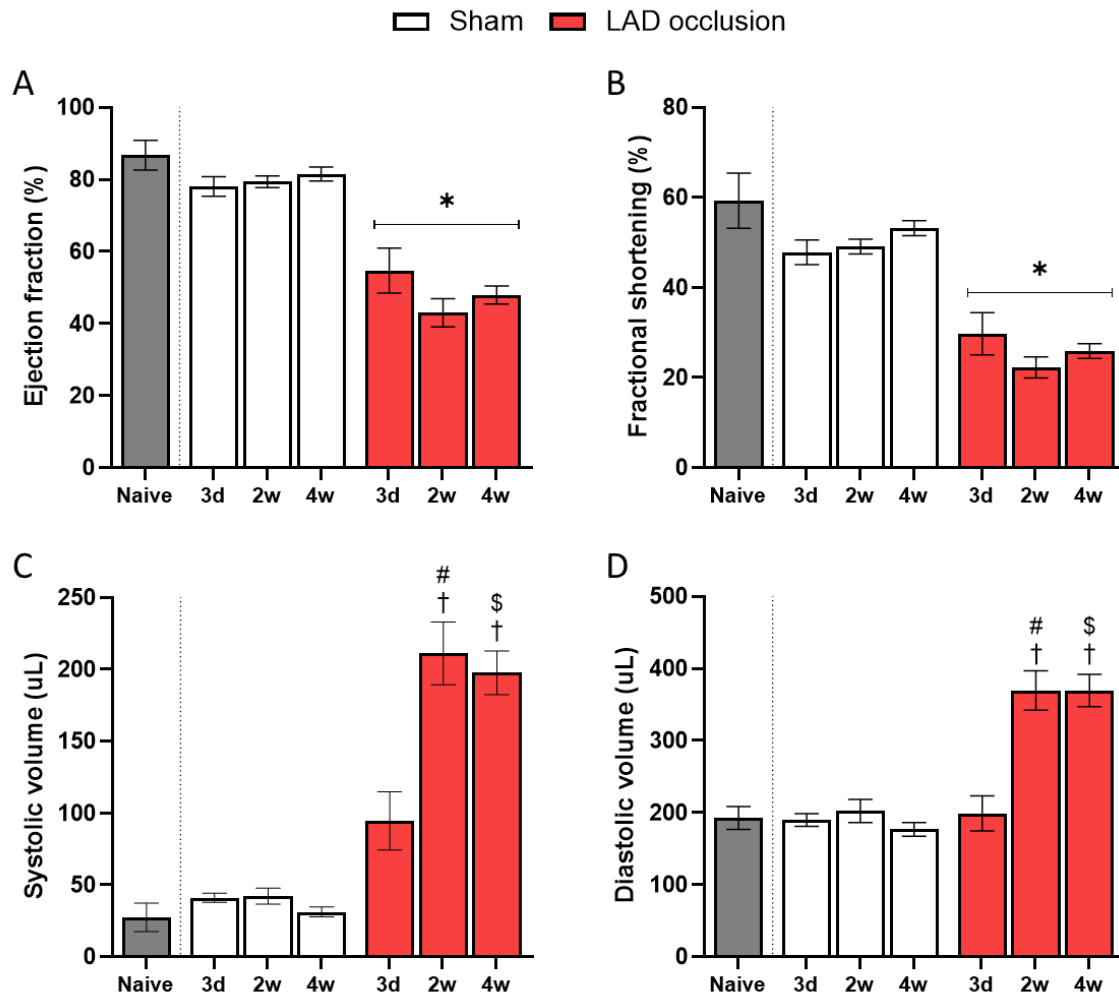 Sham LAD occlusion
A
Ejection fraction (%)
100
80
60
40
20
0
*
Naive 3d 2w 4w 3d 2w 4w
B
Fractional shortening (%)
80
60
40
20
0
*
Naive 3d 2w 4w 3d 2w 4w
C
Systolic volume (uL)
250
200
150
100
50
0
# $
† †
Naive 3d 2w 4w 3d 2w 4w
D
Diastolic volume (uL)
500
400
300
200
100
0
# $
† †
Naive 3d 2w 4w 3d 2w 4w